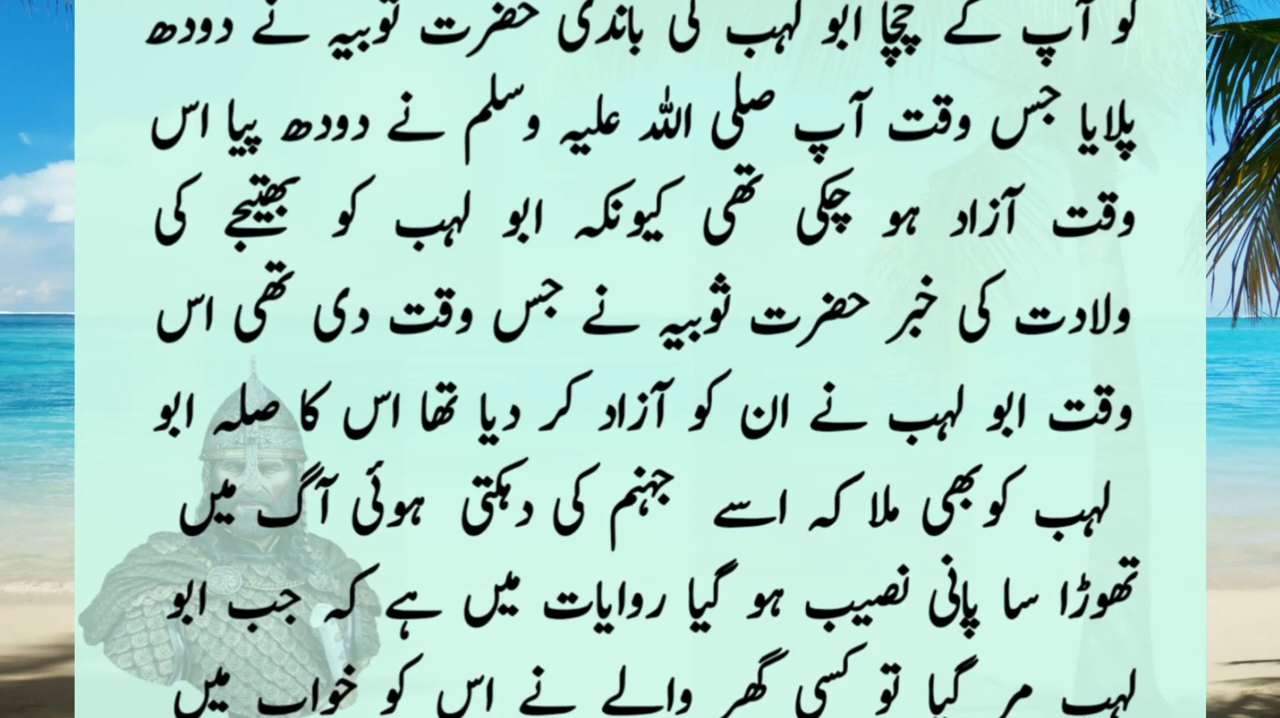 کو آپ کے چچا ابو لہب کی باندی حضرت ثوبیہ نے دودھ
پلایا جس وقت آپ صلی اللہ علیہ وسلم نے دودھ پیا اس
وقت آزاد ہو چکی تھی کیونکہ ابو لہب کو بھتیجے کی
ولادت کی خبر حضرت ثوبیہ نے جس وقت دی تھی اس
وقت ابو لہب نے ان کو آزاد کر دیا تھا اس کا صلہ ابو
لہب کوبھی ملا کہ اسے جہنم کی دہکتی ہوئی آگ میں
تھوڑا سا پانی نصیب ہو گیا روایات میں ہے کہ جب ابو
لہب مر گیا تو کسی گھر والے نے اس کو خواب میں